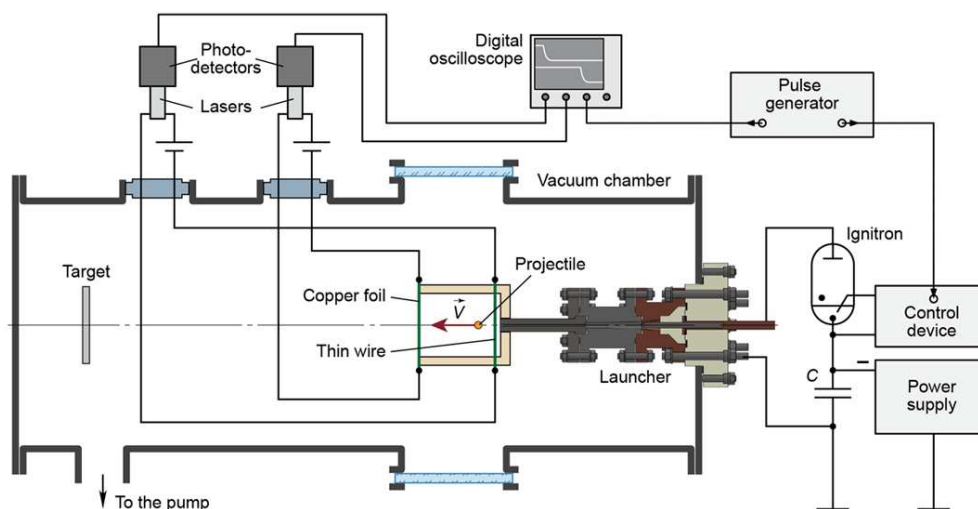 Photo-
detectors
Lasers
Digital
oscilloscope
Pulse
generator
Vacuum chamber
Ignitron
Target
Projectile
Copper foil
V
Thin wire
Launcher
Control
device
C
–
Power
supply
To the pump